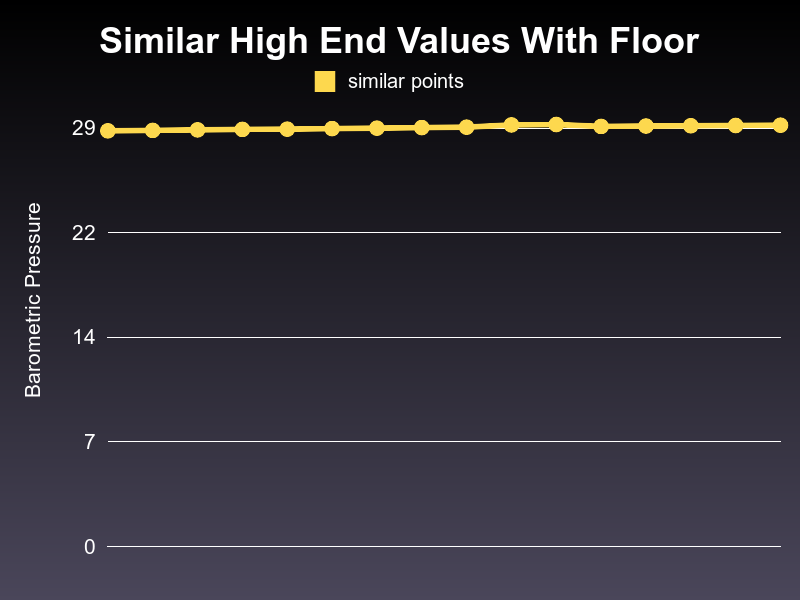 Similar High End Values With Floor
similar points
29
22
14
7
0
Barometric Pressure